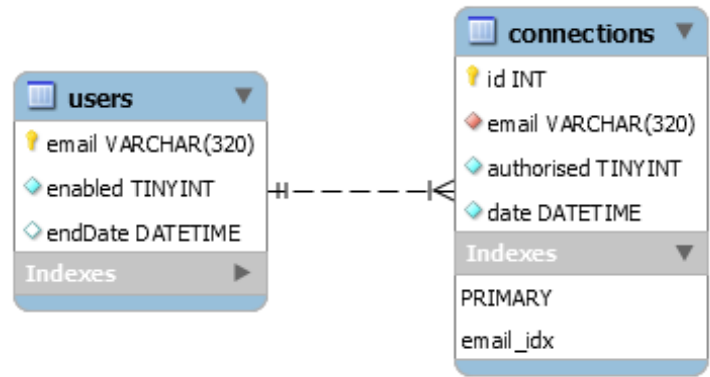 users
email VARCHAR(320)
enabled TINYINT
endDate DATETIME
Indexes
connections
id INT
email VARCHAR(320)
authorised TINYINT
date DATETIME
Indexes
PRIMARY
email_idx